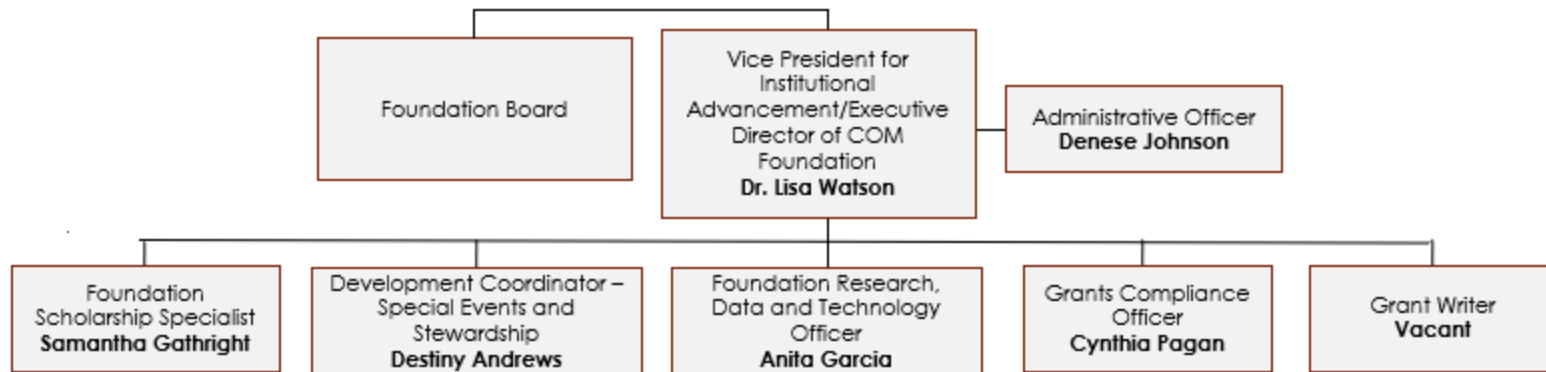 Foundation Board
Vice President for
Institutional
Advancement/Executive
Director of COM
Foundation
Dr. Lisa Watson
Administrative Officer
Denese Johnson
Foundation
Scholarship Specialist
Samantha Gathright
Development Coordinator –
Special Events and
Stewardship
Destiny Andrews
Foundation Research,
Data and Technology
Officer
Anita Garcia
Grants Compliance
Officer
Cynthia Pagan
Grant Writer
Vacant